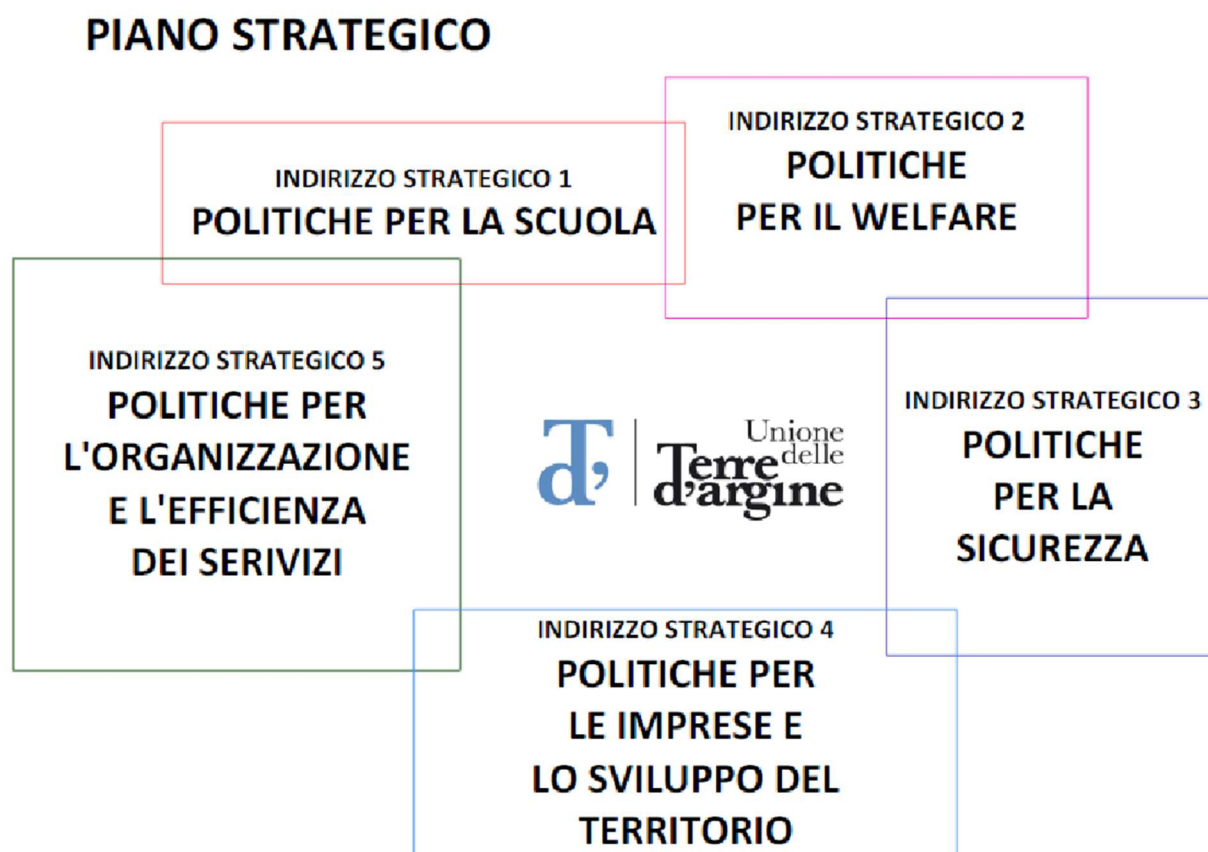 PIANO STRATEGICO
INDIRIZZO STRATEGICO 1
POLITICHE PER LA SCUOLA
INDIRIZZO STRATEGICO 2
POLITICHE
PER IL WELFARE
INDIRIZZO STRATEGICO 3
POLITICHE
PER LA
SICUREZZA
INDIRIZZO STRATEGICO 4
POLITICHE PER
LE IMPRESE E
LO SVILUPPO DEL
TERRITORIO
INDIRIZZO STRATEGICO 5
POLITICHE PER
L'ORGANIZZAZIONE
E L'EFFICIENZA
DEI SERIVIZI
Td'
Unione
delle
Terre
d'argine